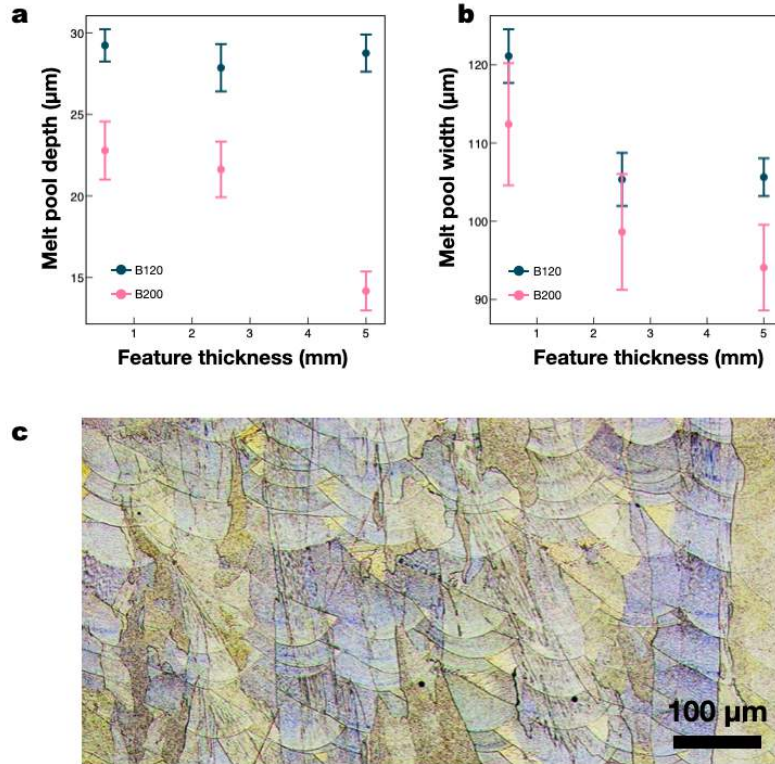 a
30
25
20
15
Melt pool depth (µm)
B120
B200
1 2 3 4 5
Feature thickness (mm)
b
120
110
100
90
Melt pool width (µm)
B120
B200
1 2 3 4 5
Feature thickness (mm)
c
100 µm